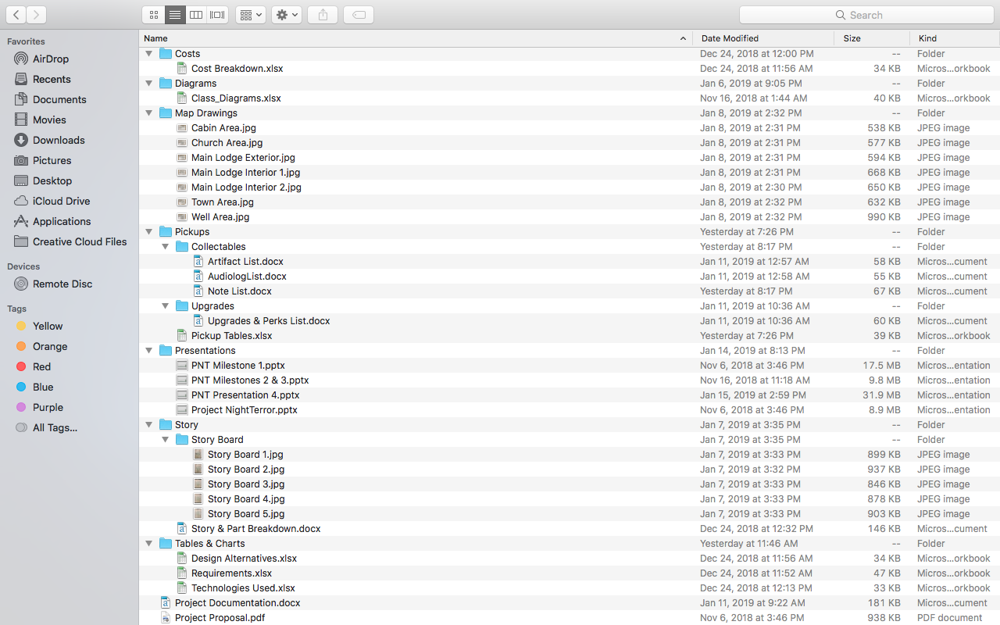 Search
Name Date Modified Size Kind
Favorites
AirDrop
Recents
Documents
Movies
Downloads
Pictures
Desktop
iCloud Drive
Applications
Creative Cloud Files
Devices
Remote Disc
Tags
Yellow
Orange
Red
Blue
Purple
All Tags...
Costs Dec 24, 2018 at 12:00 PM -- Folder
Cost Breakdown.xlsx Dec 24, 2018 at 11:56 AM 34 KB Micros...orkbook
Diagrams Jan 6, 2019 at 9:05 PM -- Folder
Class_Diagrams.xlsx Nov 16, 2018 at 1:44 AM 40 KB Micros...orkbook
Map Drawings Jan 8, 2019 at 2:32 PM -- Folder
Cabin Area.jpg Jan 8, 2019 at 2:31 PM 538 KB JPEG image
Church Area.jpg Jan 8, 2019 at 2:31 PM 577 KB JPEG image
Main Lodge Exterior.jpg Jan 8, 2019 at 2:31 PM 594 KB JPEG image
Main Lodge Interior 1.jpg Jan 8, 2019 at 2:31 PM 668 KB JPEG image
Main Lodge Interior 2.jpg Jan 8, 2019 at 2:30 PM 650 KB JPEG image
Town Area.jpg Jan 8, 2019 at 2:32 PM 632 KB JPEG image
Well Area.jpg Jan 8, 2019 at 2:32 PM 990 KB JPEG image
Pickups Yesterday at 7:26 PM -- Folder
Collectables Yesterday at 8:17 PM -- Folder
Artifact List.docx Jan 11, 2019 at 12:57 AM 58 KB Micros...cument
AudiologList.docx Jan 11, 2019 at 12:58 AM 55 KB Micros...cument
Note List.docx Yesterday at 8:17 PM 67 KB Micros...cument
Upgrades Jan 11, 2019 at 10:36 AM -- Folder
Upgrades & Perks List.docx Jan 11, 2019 at 10:36 AM 60 KB Micros...cument
Pickup Tables.xlsx Yesterday at 7:26 PM 39 KB Micros...orkbook
Presentations Jan 14, 2019 at 8:13 PM -- Folder
PNT Milestone 1.pptx Nov 6, 2018 at 3:46 PM 17.5 MB Micros...entation
PNT Milestones 2 & 3.pptx Nov 16, 2018 at 11:18 AM 9.8 MB Micros...entation
PNT Presentation 4.pptx Jan 15, 2019 at 2:59 PM 31.9 MB Micros...entation
Project NightTerror.pptx Nov 6, 2018 at 3:46 PM 8.9 MB Micros...entation
Story Jan 7, 2019 at 3:35 PM -- Folder
Story Board Jan 7, 2019 at 3:35 PM -- Folder
Story Board 1.jpg Jan 7, 2019 at 3:33 PM 899 KB JPEG image
Story Board 2.jpg Jan 7, 2019 at 3:32 PM 937 KB JPEG image
Story Board 3.jpg Jan 7, 2019 at 3:33 PM 846 KB JPEG image
Story Board 4.jpg Jan 7, 2019 at 3:33 PM 878 KB JPEG image
Story Board 5.jpg Jan 7, 2019 at 3:33 PM 903 KB JPEG image
Story & Part Breakdown.docx Dec 24, 2018 at 12:32 PM 146 KB Micros...cument
Tables & Charts Yesterday at 11:46 AM -- Folder
Design Alternatives.xlsx Dec 24, 2018 at 11:56 AM 34 KB Micros...orkbook
Requirements.xlsx Dec 24, 2018 at 11:52 AM 47 KB Micros...orkbook
Technologies Used.xlsx Dec 24, 2018 at 12:13 PM 33 KB Micros...orkbook
Project Documentation.docx Jan 11, 2019 at 9:22 AM 181 KB Micros...cument
Project Proposal.pdf Nov 6, 2018 at 3:46 PM 938 KB PDF document